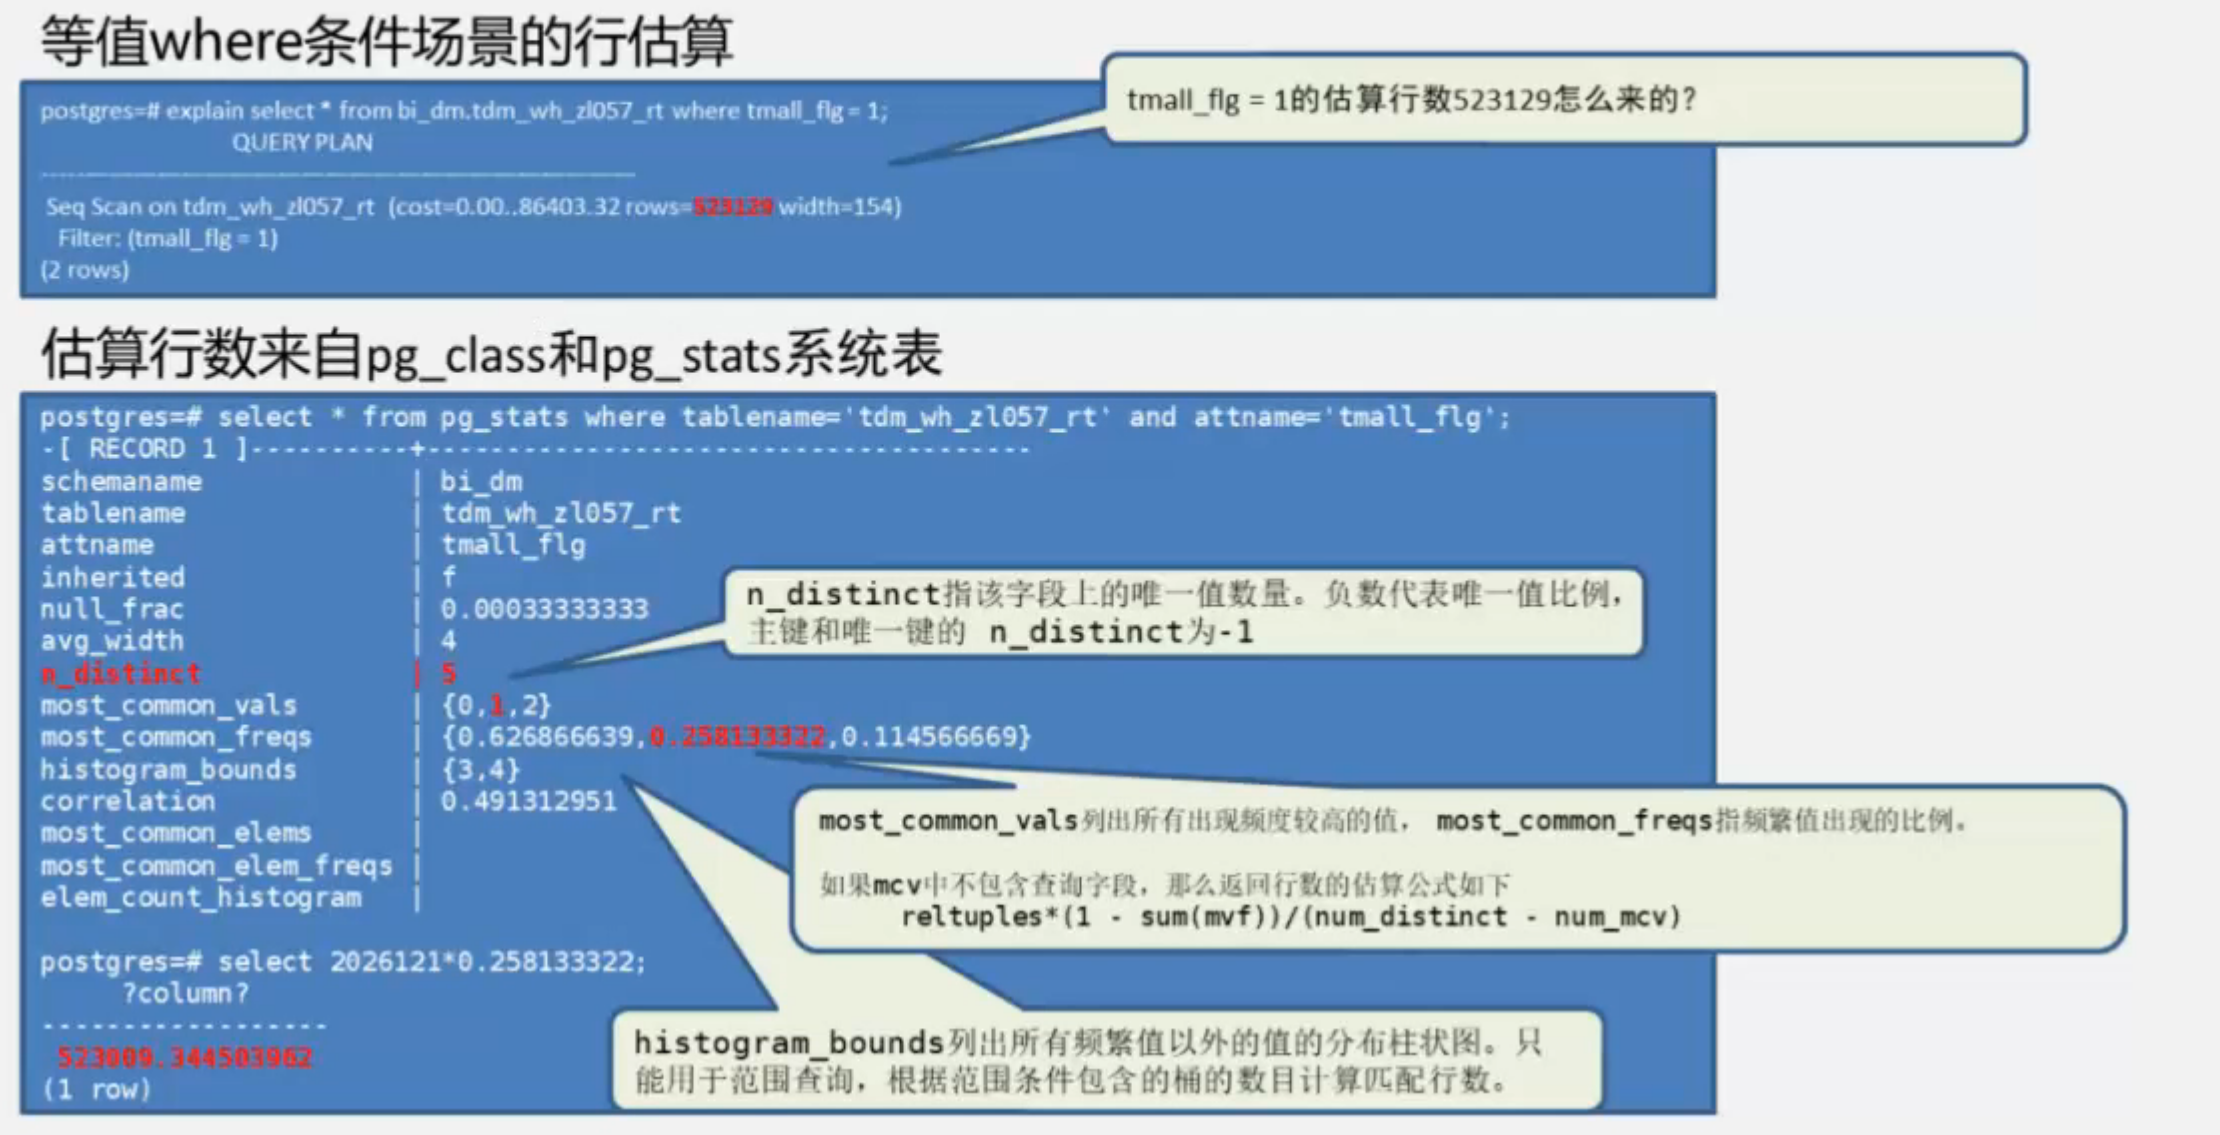 等值where条件场景的行估算
postgres=# explain select * from bi_dm.tdm_wh_zl057_rt where tmall_flg = 1;
tmall_flg = 1的估算行数523129怎么来的?
QUERY PLAN
------------------------------------------------------------------------
Seq Scan on tdm_wh_zl057_rt (cost=0.00..86403.32 rows=523129 width=154)
Filter: (tmall_flg = 1)
(2 rows)
估算行数来自pg_class和pg_stats系统表
postgres=# select * from pg_stats where tablename='tdm_wh_zl057_rt' and attname='tmall_flg';
-[ RECORD 1 ]----------+--------------------------------------
schemaname | bi_dm
tablename | tdm_wh_zl057_rt
attname | tmall_flg
inherited | f
null_frac | 0.00033333333
avg_width | 4
n_distinct | 5
most_common_vals | {0,1,2}
most_common_freqs | {0.626866639,0.258133322,0.114566669}
histogram_bounds | {3,4}
correlation | 0.491312951
most_common_elems |
most_common_elem_freqs |
elem_count_histogram |
n_distinct指该字段上的唯一值数量。负数代表唯一值比例，
主键和唯一键的 n_distinct为-1
most_common_vals列出所有出现频度较高的值， most_common_freqs指频繁值出现的比例。
如果mcv中不包含查询字段，那么返回行数的估算公式如下
reltuples*(1 - sum(mvf))/(num_distinct - num_mcv)
postgres=# select 2026121*0.258133322;
?column?
------------------
523009.344503962
(1 row)
histogram_bounds列出所有频繁值以外的值的分布柱状图。只
能用于范围查询，根据范围条件包含的桶的数目计算匹配行数。